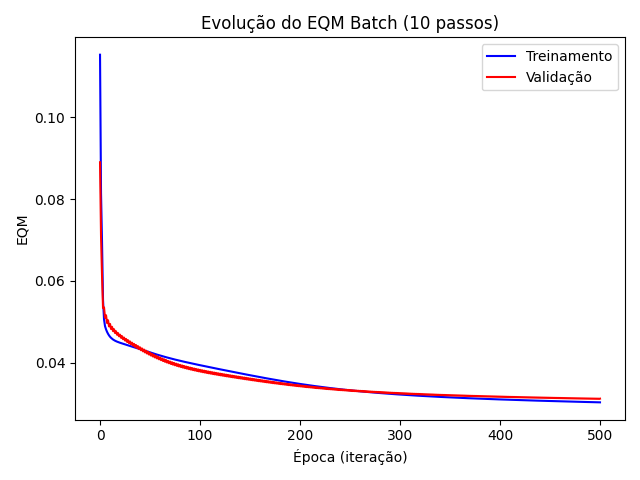 Evolução do EQM Batch (10 passos)
Treinamento
Validação
0.10
0.08
0.06
0.04
EQM
0 100 200 300 400 500
Época (iteração)